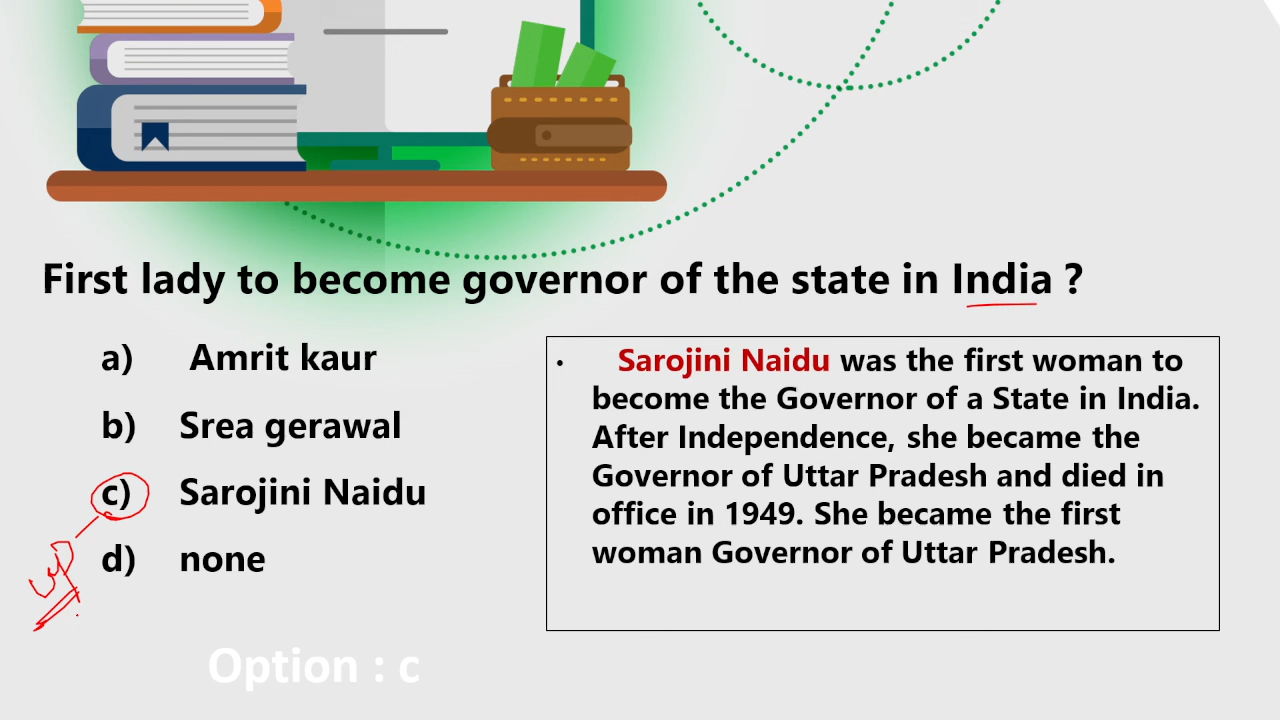 First lady to become governor of the state in India ?
a) Amrit kaur
b) Srea gerawal
c) Sarojini Naidu
d) none
Option : c
• Sarojini Naidu was the first woman to
become the Governor of a State in India.
After Independence, she became the
Governor of Uttar Pradesh and died in
office in 1949. She became the first
woman Governor of Uttar Pradesh.